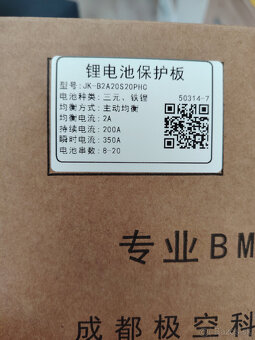 锂电池保护板
型号:JK-B2A20S20PHC
电池种类:三元、铁锂
50314-7
均衡方式:主动均衡
均衡电流:2A
持续电流:200A
瞬时电流:350A
电池串数:8-20
专业BM
成都极空科